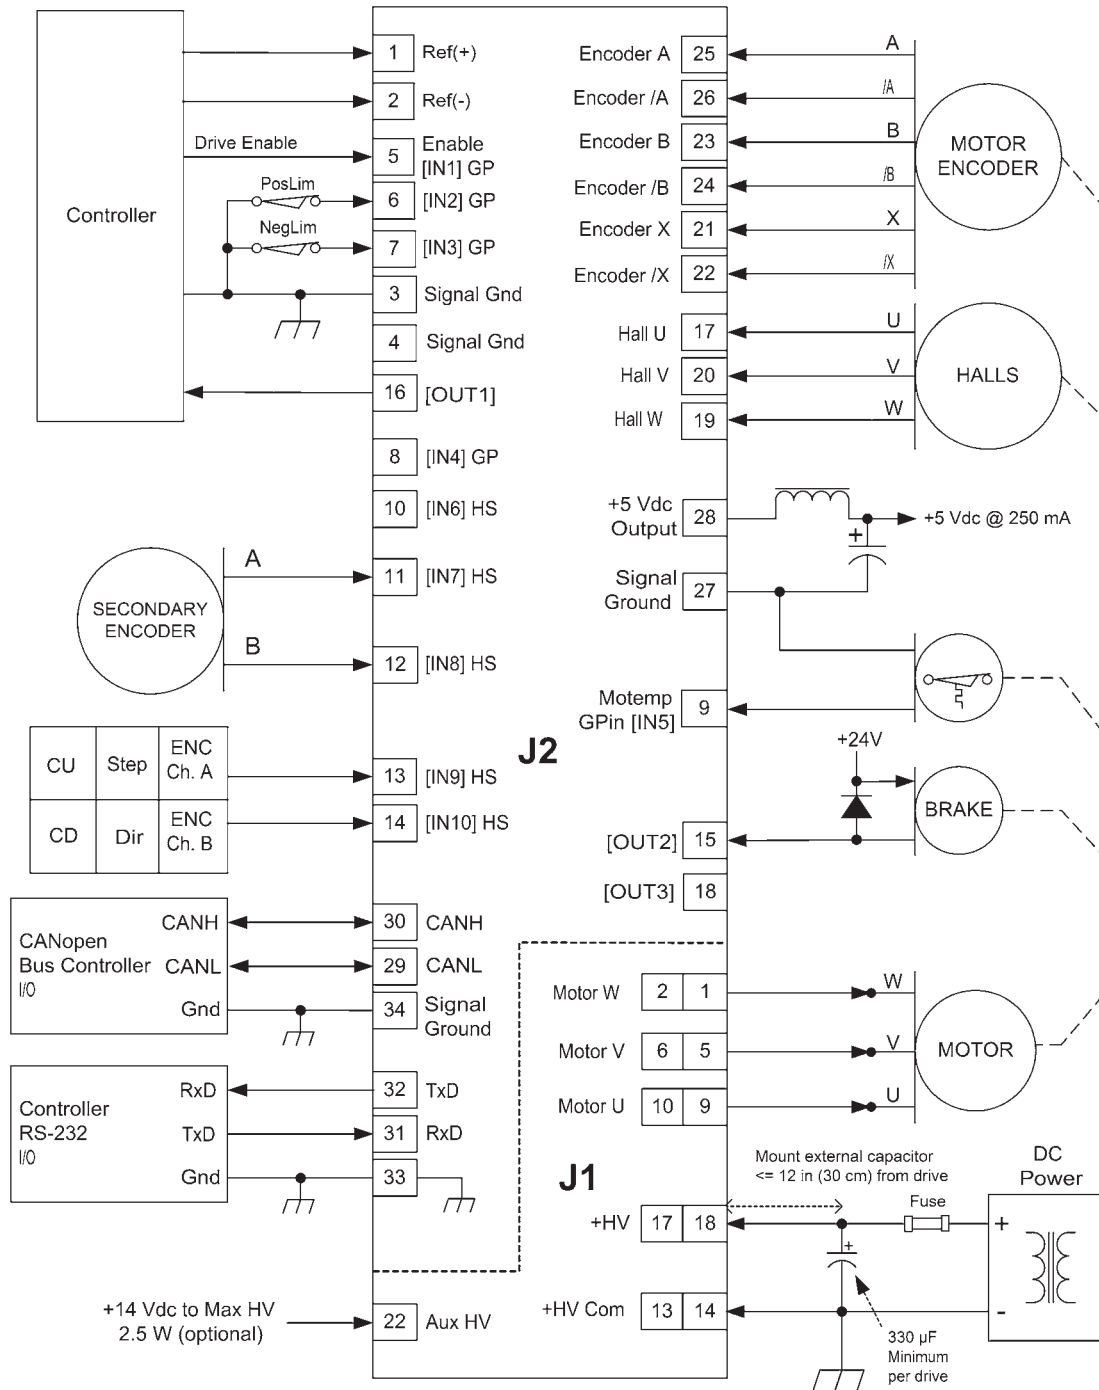 Controller
1 Ref(+)
2 Ref(-)
Drive Enable
5 Enable
[IN1] GP
PosLim
6 [IN2] GP
NegLim
7 [IN3] GP
3 Signal Gnd
4 Signal Gnd
16 [OUT1]
8 [IN4] GP
10 [IN6] HS
SECONDARY
ENCODER
A
11 [IN7] HS
B
12 [IN8] HS
CU Step ENC
Ch. A
13 [IN9] HS
CD Dir ENC
Ch. B
14 [IN10] HS
CANopen
Bus Controller
I/O
CANH
30 CANH
CANL
29 CANL
Gnd
34 Signal
Ground
Controller
RS-232
I/O
RxD
32 TxD
TxD
31 RxD
Gnd
33
+14 Vdc to Max HV
2.5 W (optional)
22 Aux HV
J2
J1
Encoder A 25 A
Encoder /A 26 /A
Encoder B 23 B
Encoder /B 24 /B
Encoder X 21 X
Encoder /X 22 /X
MOTOR
ENCODER
Hall U 17 U
Hall V 20 V
Hall W 19 W
HALLS
+5 Vdc
Output
28
+5 Vdc @ 250 mA
+
Signal
Ground
27
Motemp
GPin [IN5]
9
+24V
BRAKE
[OUT2] 15
[OUT3] 18
Motor W 2 1 W
Motor V 6 5 V
Motor U 10 9 U
MOTOR
Mount external capacitor
<= 12 in (30 cm) from drive
DC
Power
Fuse
+HV 17 18
+
+
+HV Com 13 14
-
330 µF
Minimum
per drive